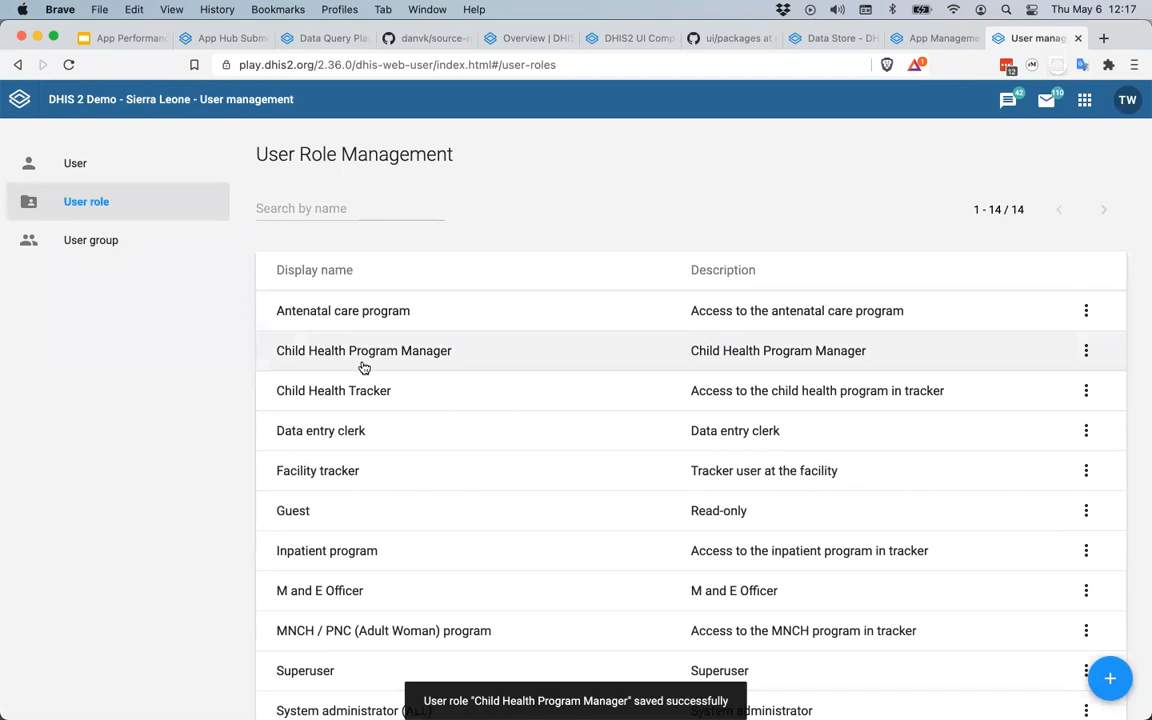 Brave File Edit View History Bookmarks Profiles Tab Window Help Thu May 6 12:17
App Performan App Hub Subm Data Query Pla danvk/source-n Overview | DHIS DHIS2 UI Comp ui/packages at Data Store - DH App Manageme User manag
play.dhis2.org/2.36.0/dhis-web-user/index.html#/user-roles 12 1
DHIS 2 Demo - Sierra Leone - User management 42 110 TW
User
User role
User group
User Role Management
Search by name 1 - 14 / 14
Display name Description
Antenatal care program Access to the antenatal care program
Child Health Program Manager Child Health Program Manager
Child Health Tracker Access to the child health program in tracker
Data entry clerk Data entry clerk
Facility tracker Tracker user at the facility
Guest Read-only
Inpatient program Access to the inpatient program in tracker
M and E Officer M and E Officer
MNCH / PNC (Adult Woman) program Access to the MNCH program in tracker
Superuser Superuser
System administrator (ALL) System administrator
User role "Child Health Program Manager" saved successfully